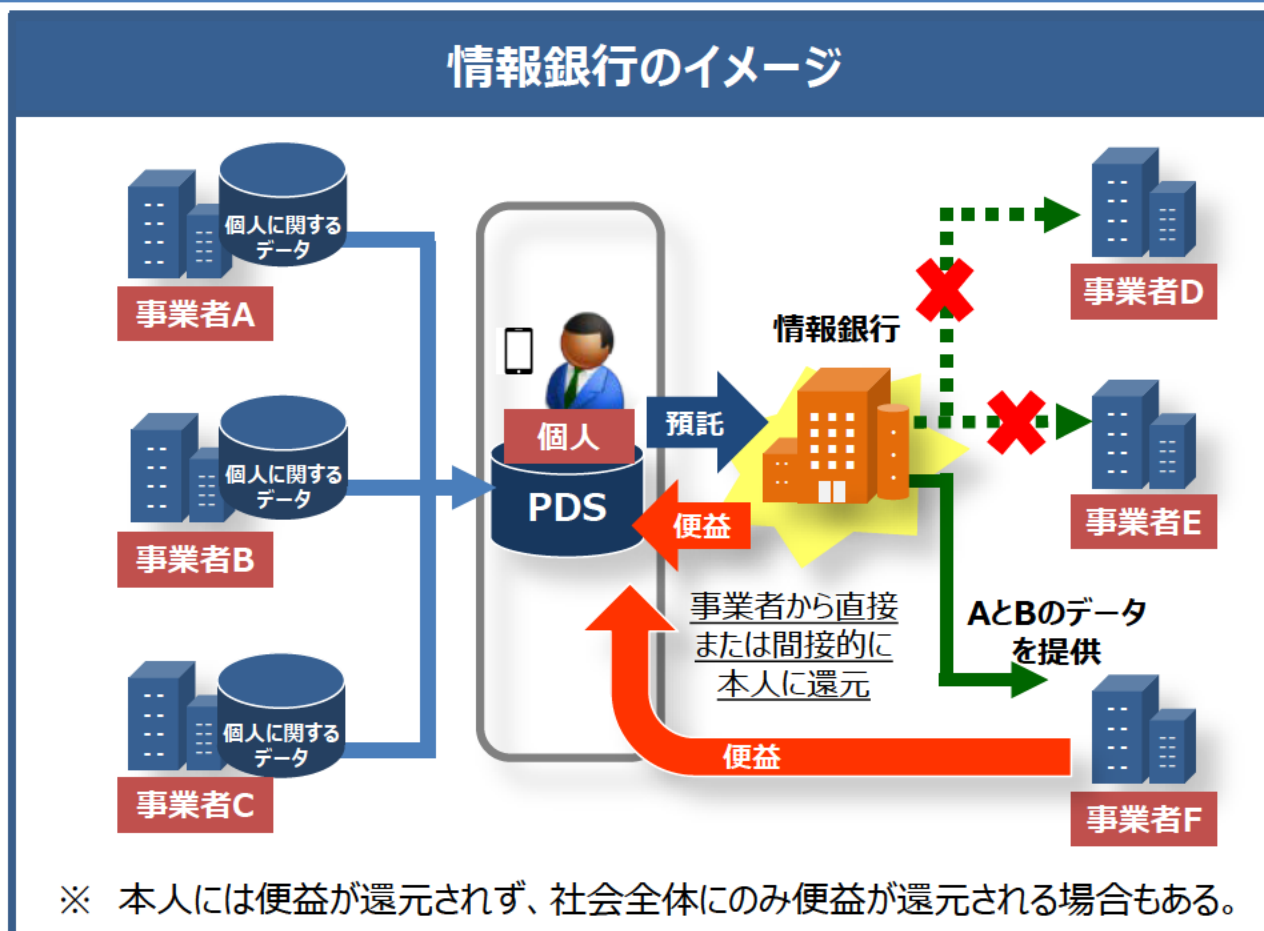 情報銀行のイメージ
個人に関する
データ
事業者A
個人に関する
データ
事業者B
個人に関する
データ
事業者C
個人
PDS
預託
情報銀行
便益
事業者から直接
または間接的に
本人に還元
AとBのデータ
を提供
便益
事業者D
事業者E
事業者F
※ 本人には便益が還元されず、社会全体にのみ便益が還元される場合もある。